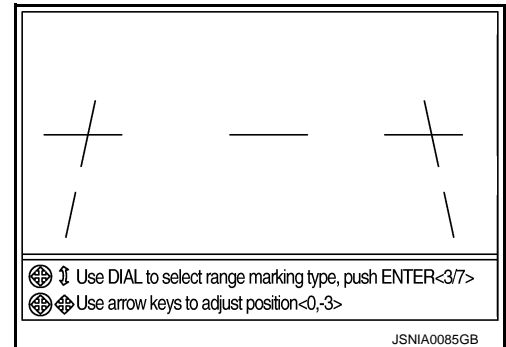 Use DIAL to select range marking type, push ENTER<3/7>
Use arrow keys to adjust position<0,-3>
JSNIA0085GB